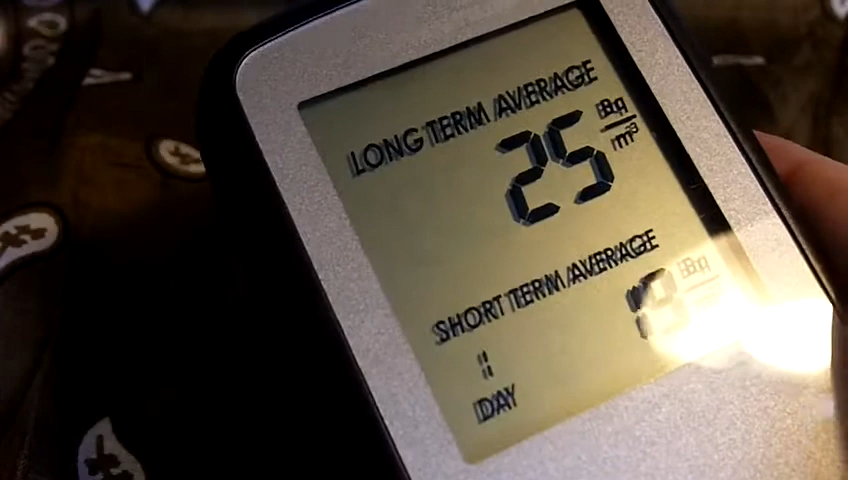 LONG TERM AVERAGE
25 Bq/m³
SHORT TERM AVERAGE
Bq
1
DAY